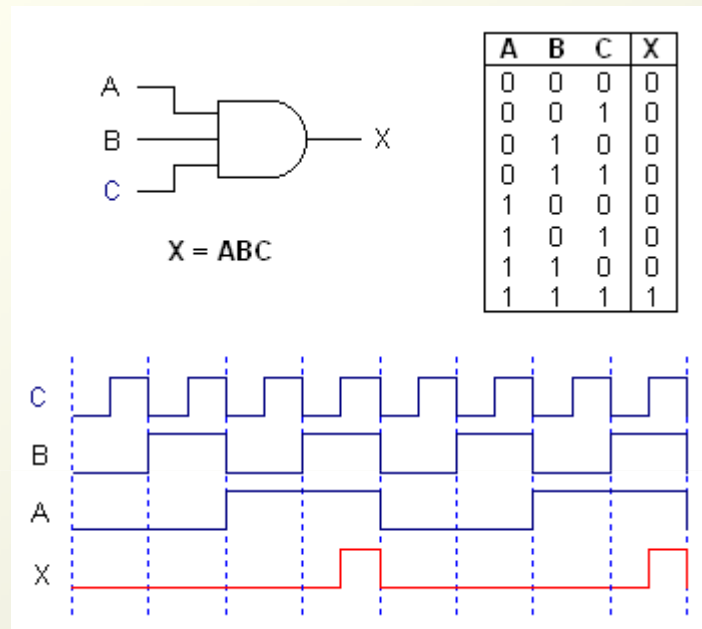 A
B
C
X
X = ABC
A B C X
0 0 0 0
0 0 1 0
0 1 0 0
0 1 1 0
1 0 0 0
1 0 1 0
1 1 0 0
1 1 1 1
C
B
A
X